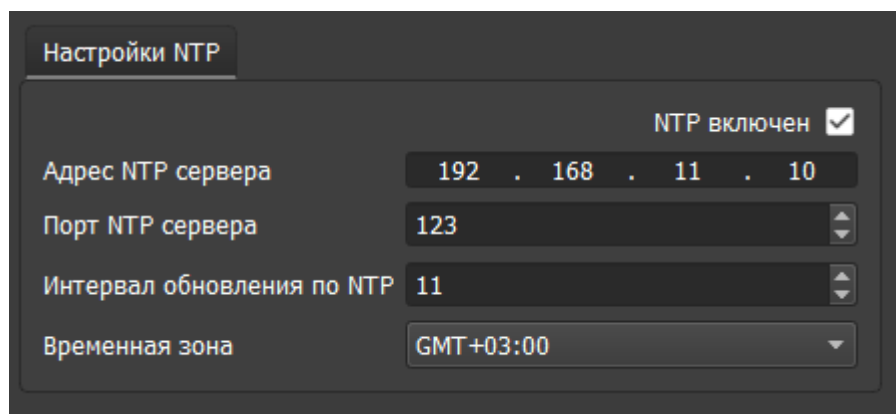 Настройки NTP
NTP включен
Адрес NTP сервера 192 . 168 . 11 . 10
Порт NTP сервера 123
Интервал обновления по NTP 11
Временная зона GMT+03:00